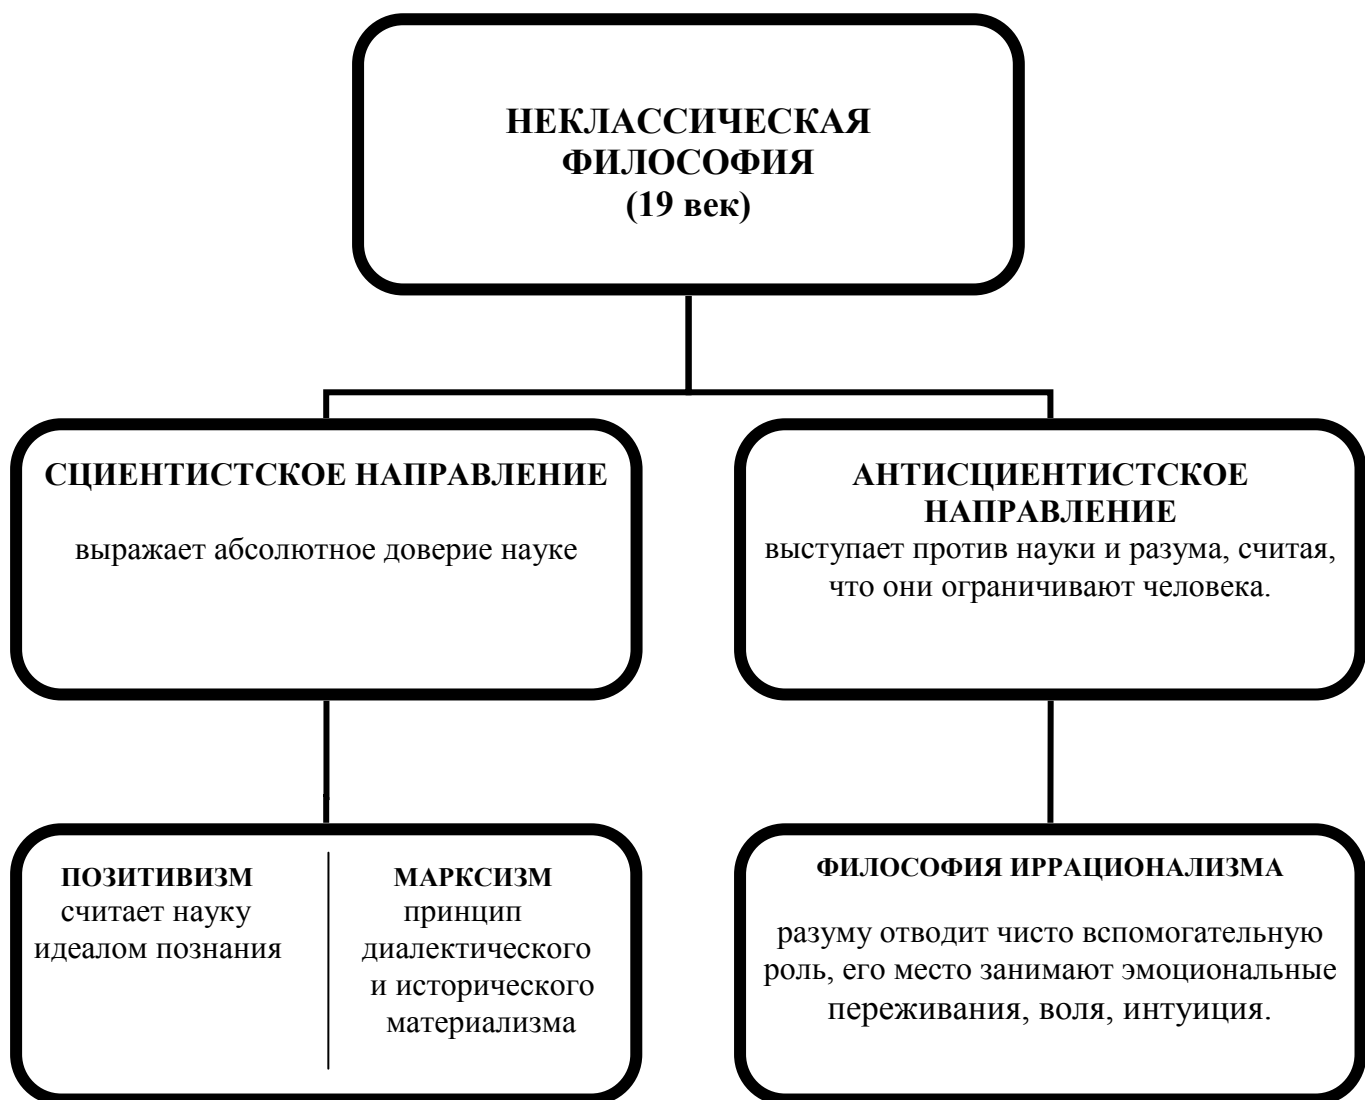 НЕКЛАССИЧЕСКАЯ
ФИЛОСОФИЯ
(19 век)
СЦИЕНТИСТСКОЕ НАПРАВЛЕНИЕ
выражает абсолютное доверие науке
АНТИСЦИЕНТИСТСКОЕ
НАПРАВЛЕНИЕ
выступает против науки и разума, считая,
что они ограничивают человека.
ПОЗИТИВИЗМ
считает науку
идеалом познания
МАРКСИЗМ
принцип
диалектического
и исторического
материализма
ФИЛОСОФИЯ ИРРАЦИОНАЛИЗМА
разуму отводит чисто вспомогательную
роль, его место занимают эмоциональные
переживания, воля, интуиция.